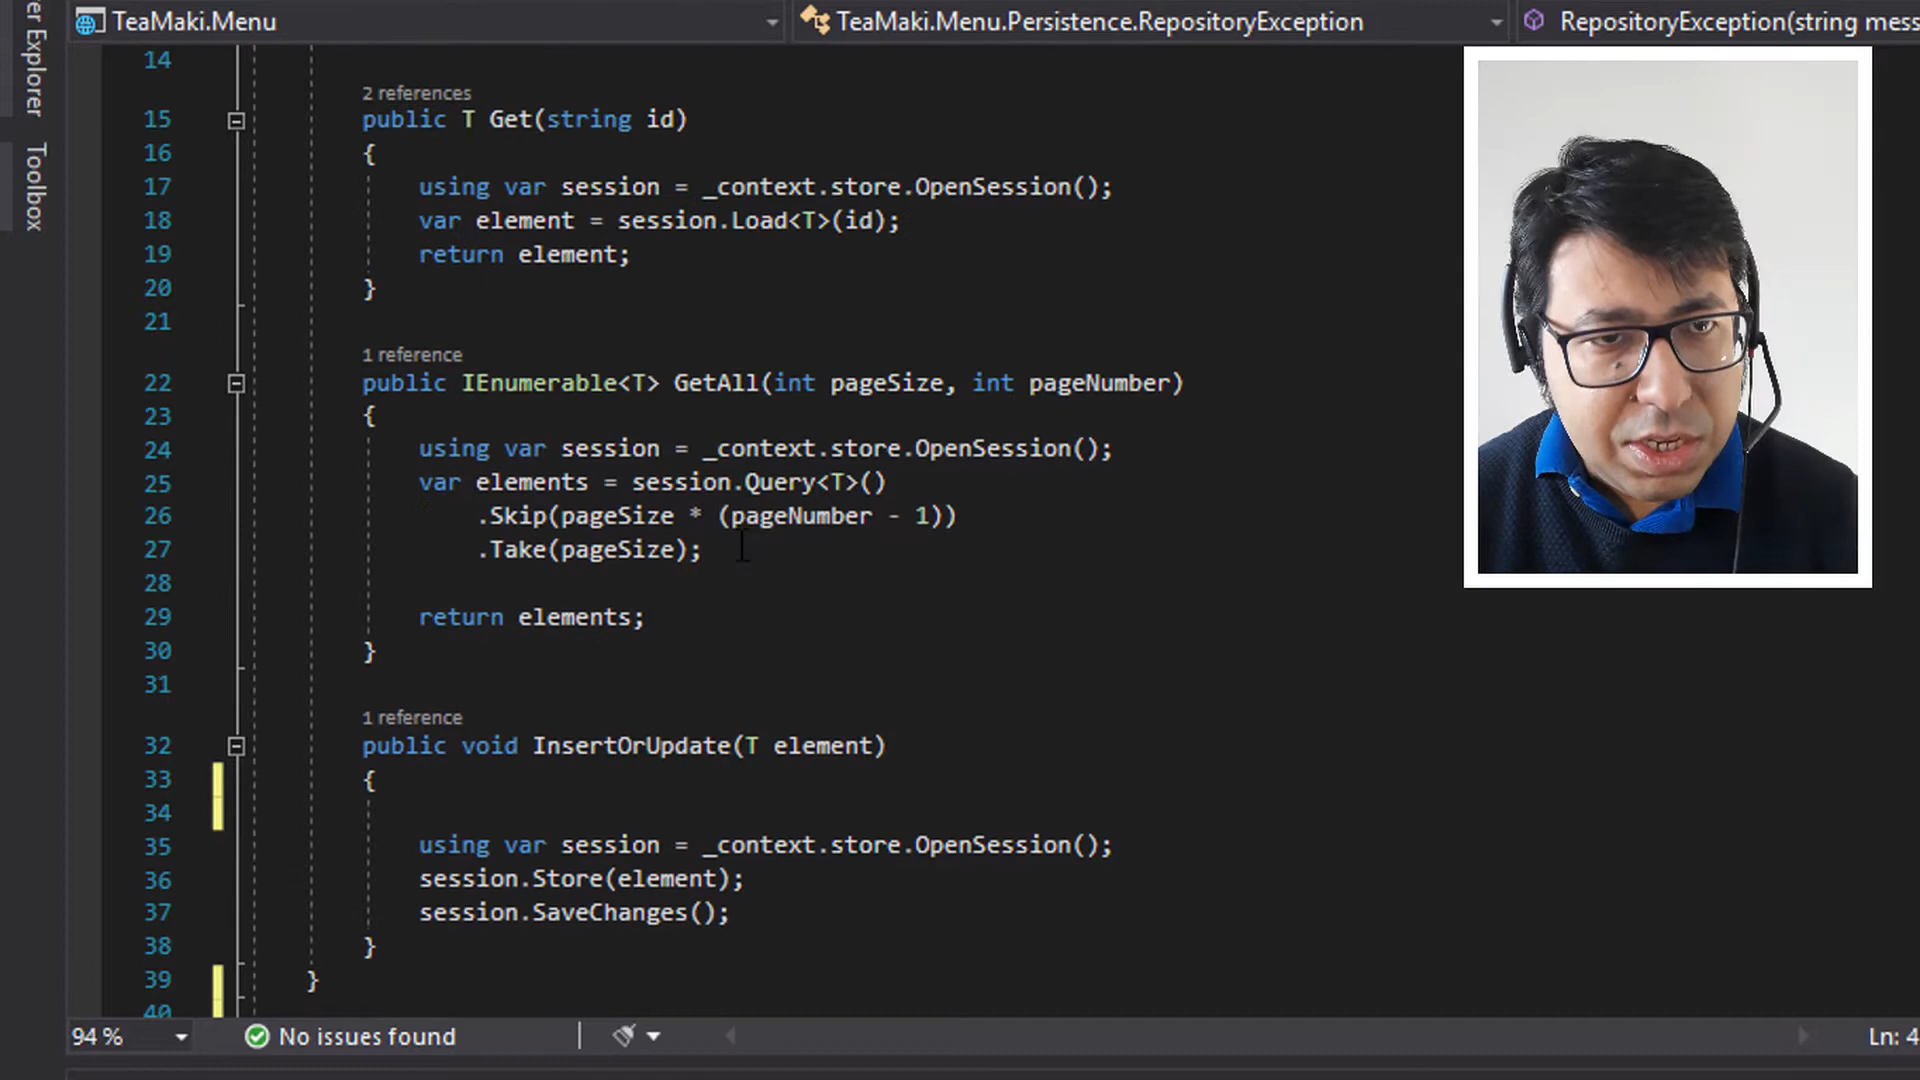 TeaMaki.Menu
TeaMaki.Menu.Persistence.RepositoryException
RepositoryException(string mess
er Explorer
Toolbox
14
2 references
15 public T Get(string id)
16 {
17 using var session = _context.store.OpenSession();
18 var element = session.Load<T>(id);
19 return element;
20 }
21
1 reference
22 public IEnumerable<T> GetAll(int pageSize, int pageNumber)
23 {
24 using var session = _context.store.OpenSession();
25 var elements = session.Query<T>()
26 .Skip(pageSize * (pageNumber - 1))
27 .Take(pageSize);
28
29 return elements;
30 }
31
1 reference
32 public void InsertOrUpdate(T element)
33 {
34
35 using var session = _context.store.OpenSession();
36 session.Store(element);
37 session.SaveChanges();
38 }
39 }
40
94 %
No issues found
Ln: 4